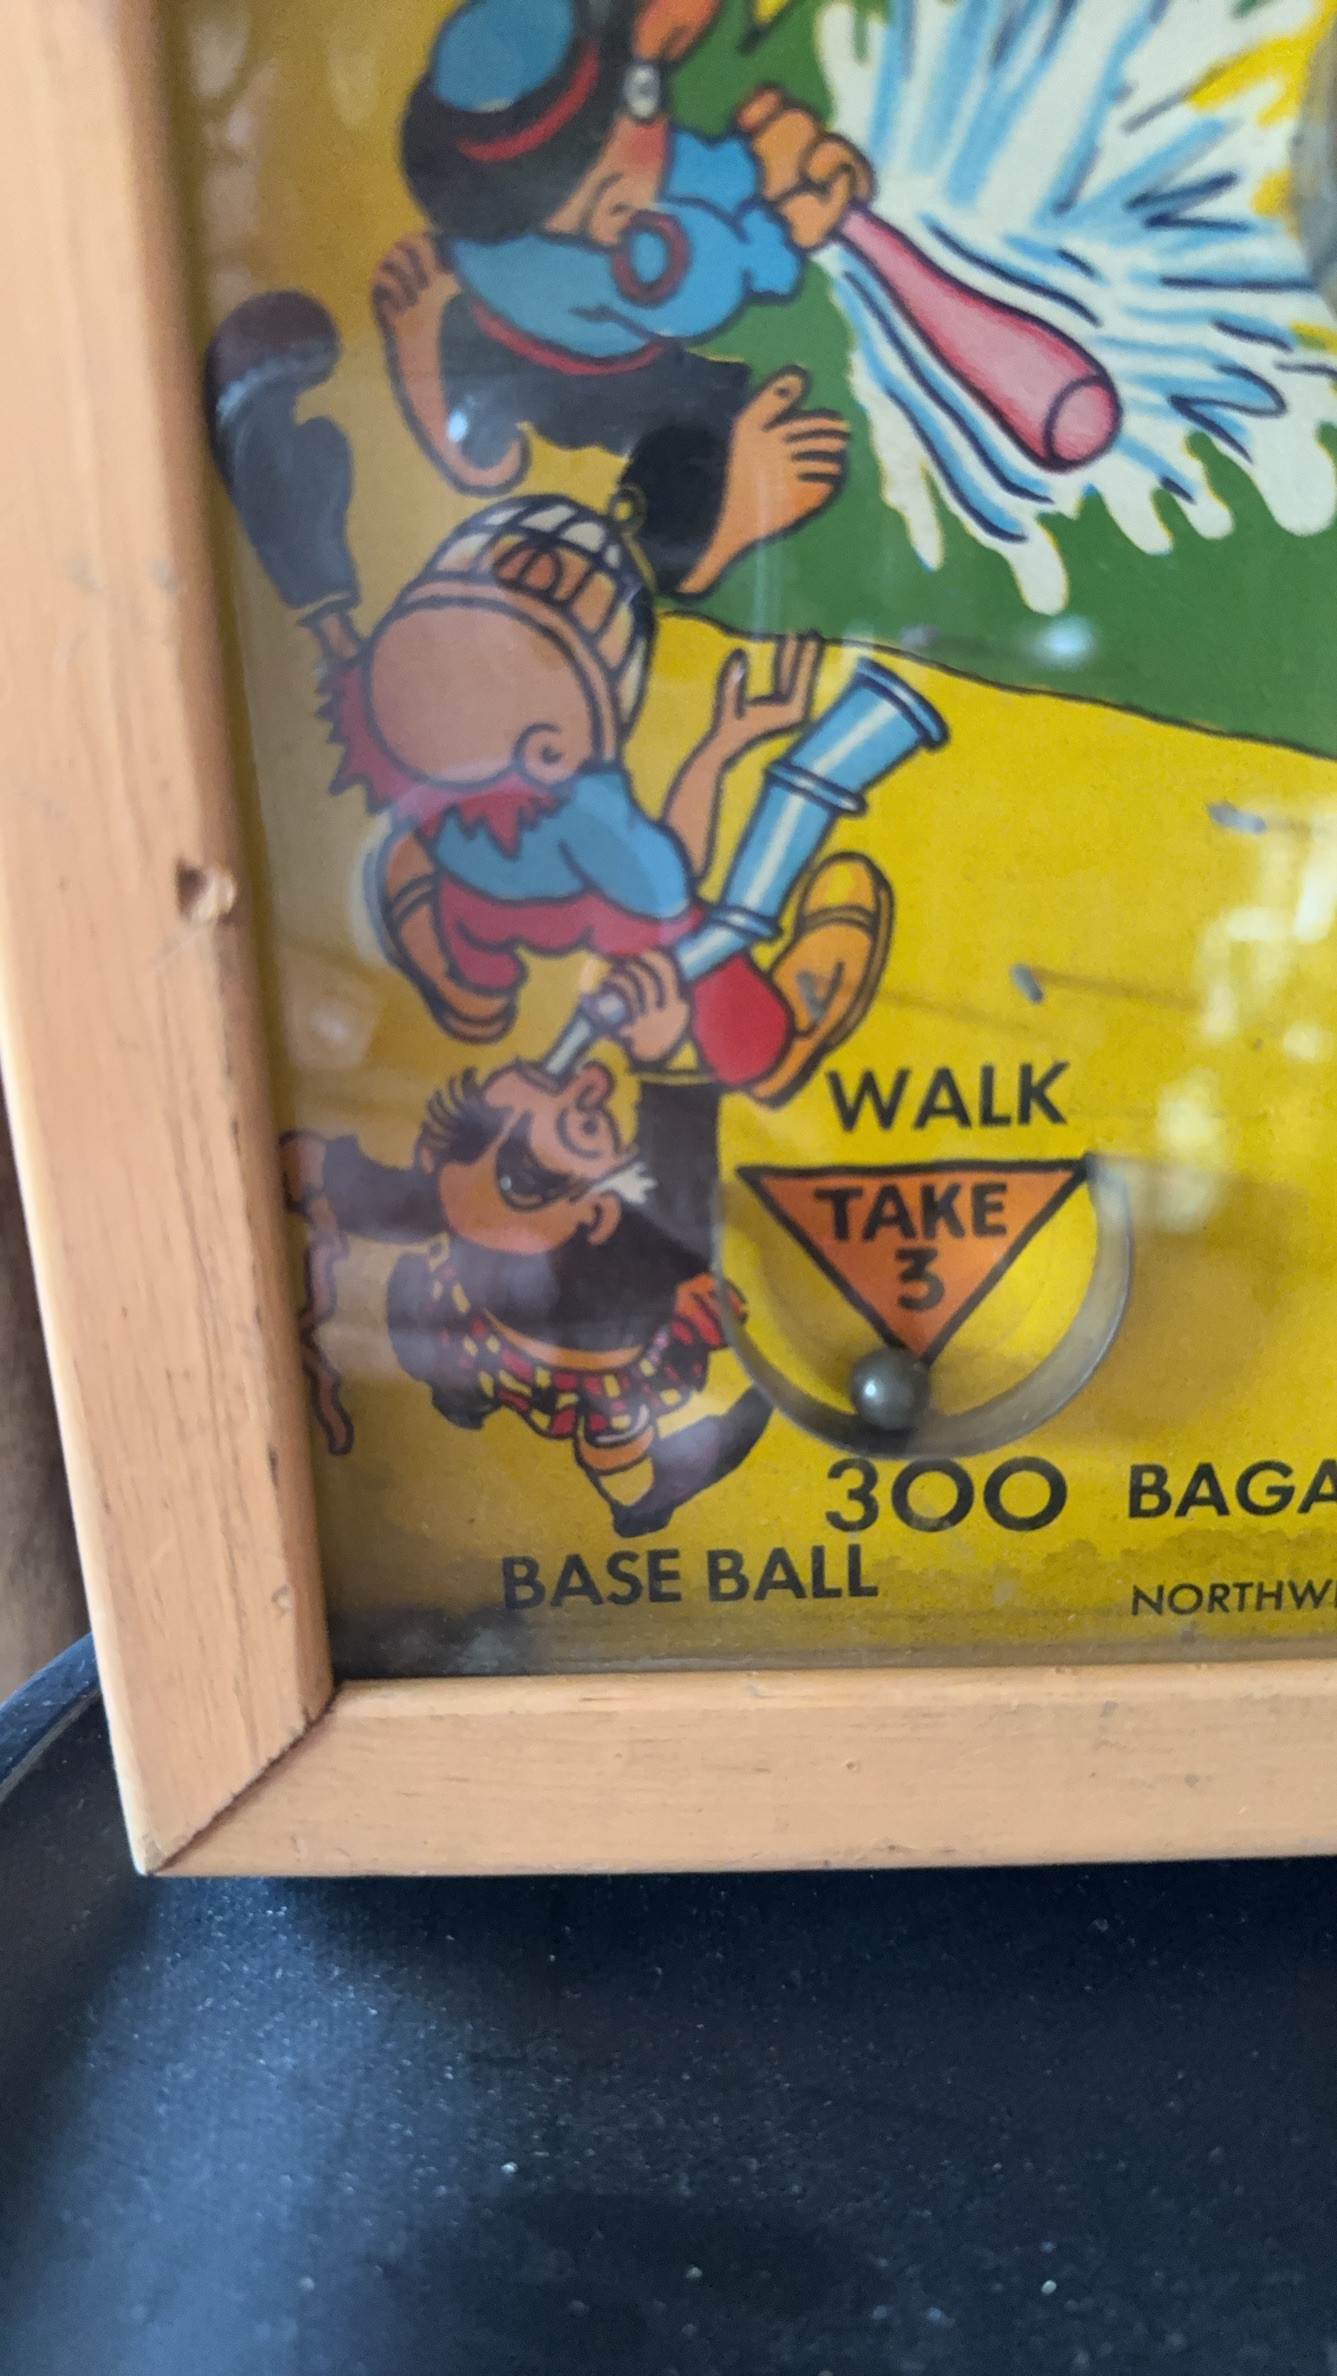 WALK
TAKE
3
300 BAGA
BASE BALL
NORTHW